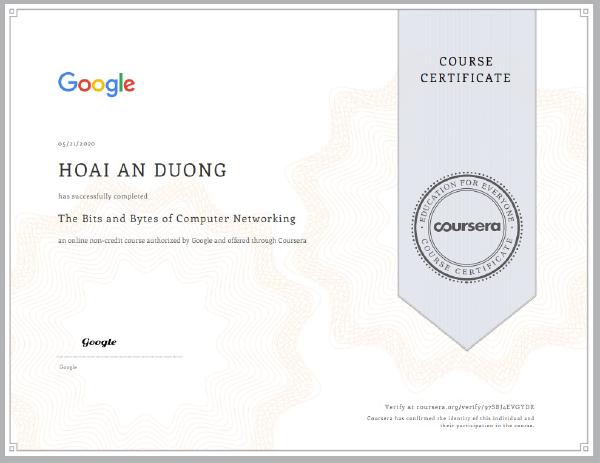 COURSE
CERTIFICATE
Google
05/21/2020
HOAI AN DUONG
has successfully completed
The Bits and Bytes of Computer Networking
an online non-credit course authorized by Google and offered through Coursera
EDUCATION FOR EVERYONE
coursera
COURSE CERTIFICATE
Google
Google
Verify at coursera.org/verify/97SBJ4EVGYDK
Coursera has confirmed the identity of this individual and
their participation in the course.